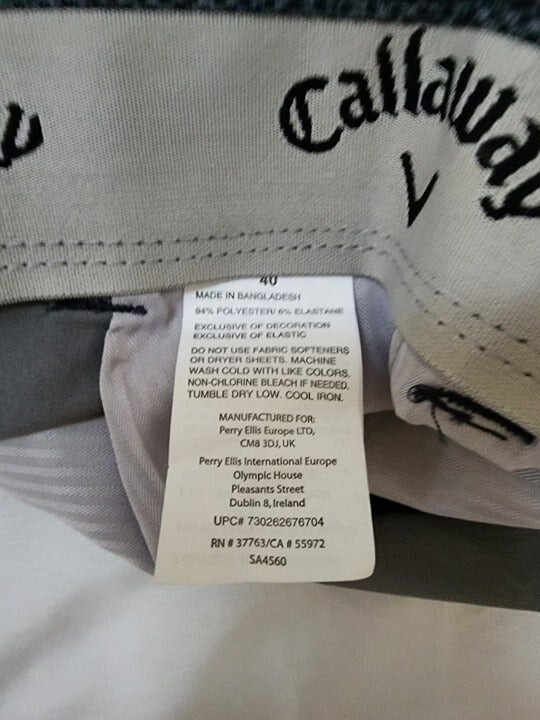 Callaway
V
40
MADE IN BANGLADESH
94% POLYESTER/ 6% ELASTANE
EXCLUSIVE OF DECORATION
EXCLUSIVE OF ELASTIC
DO NOT USE FABRIC SOFTENERS
OR DRYER SHEETS. MACHINE
WASH COLD WITH LIKE COLORS.
NON-CHLORINE BLEACH IF NEEDED.
TUMBLE DRY LOW. COOL IRON.
MANUFACTURED FOR:
Perry Ellis Europe LTD,
CM8 3DJ, UK
Perry Ellis International Europe
Olympic House
Pleasants Street
Dublin 8, Ireland
UPC# 730262676704
RN # 37763/CA # 55972
SA4560